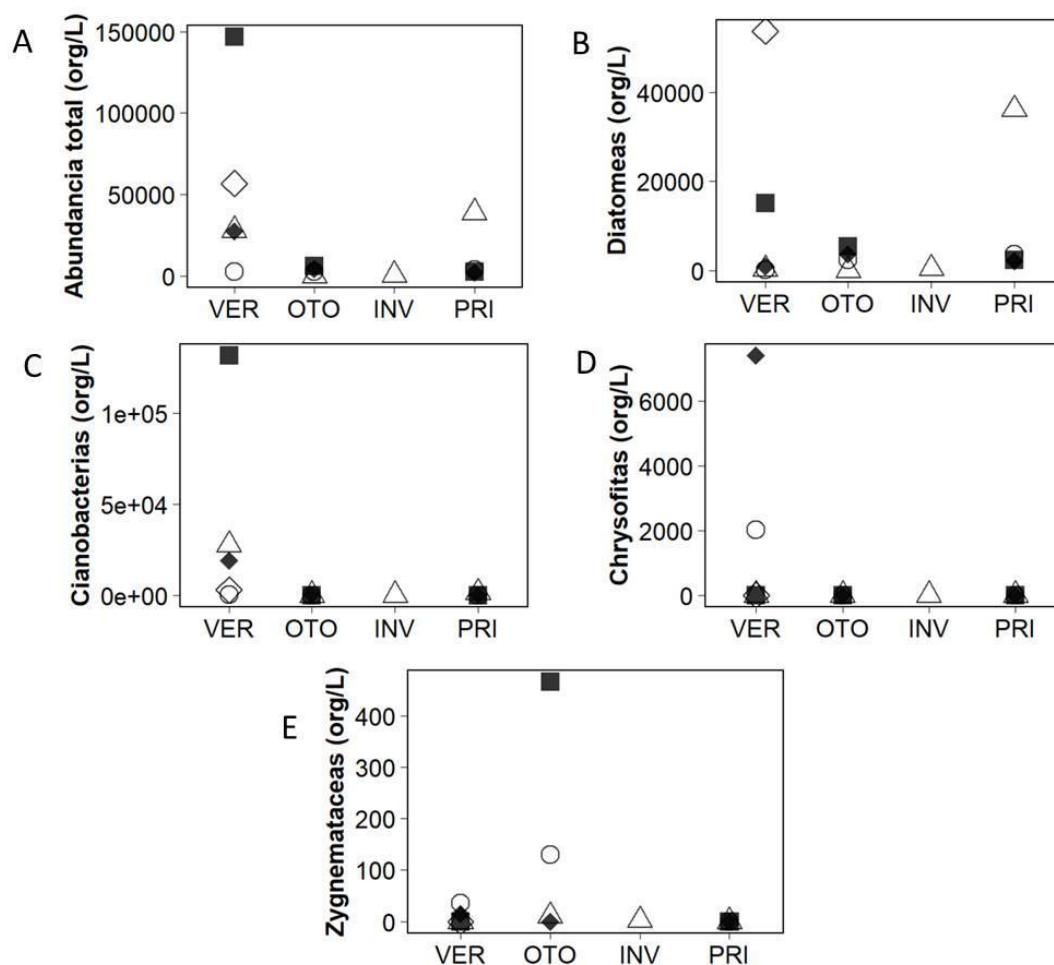 A
Abundancia total (org/L)
150000
100000
50000
0
VER OTO INV PRI
B
Diatomeas (org/L)
40000
20000
0
VER OTO INV PRI
C
Cianobacterias (org/L)
1e+05
5e+04
0e+00
VER OTO INV PRI
D
Chrysofitas (org/L)
6000
4000
2000
0
VER OTO INV PRI
E
Zygnemataceas (org/L)
400
300
200
100
0
VER OTO INV PRI